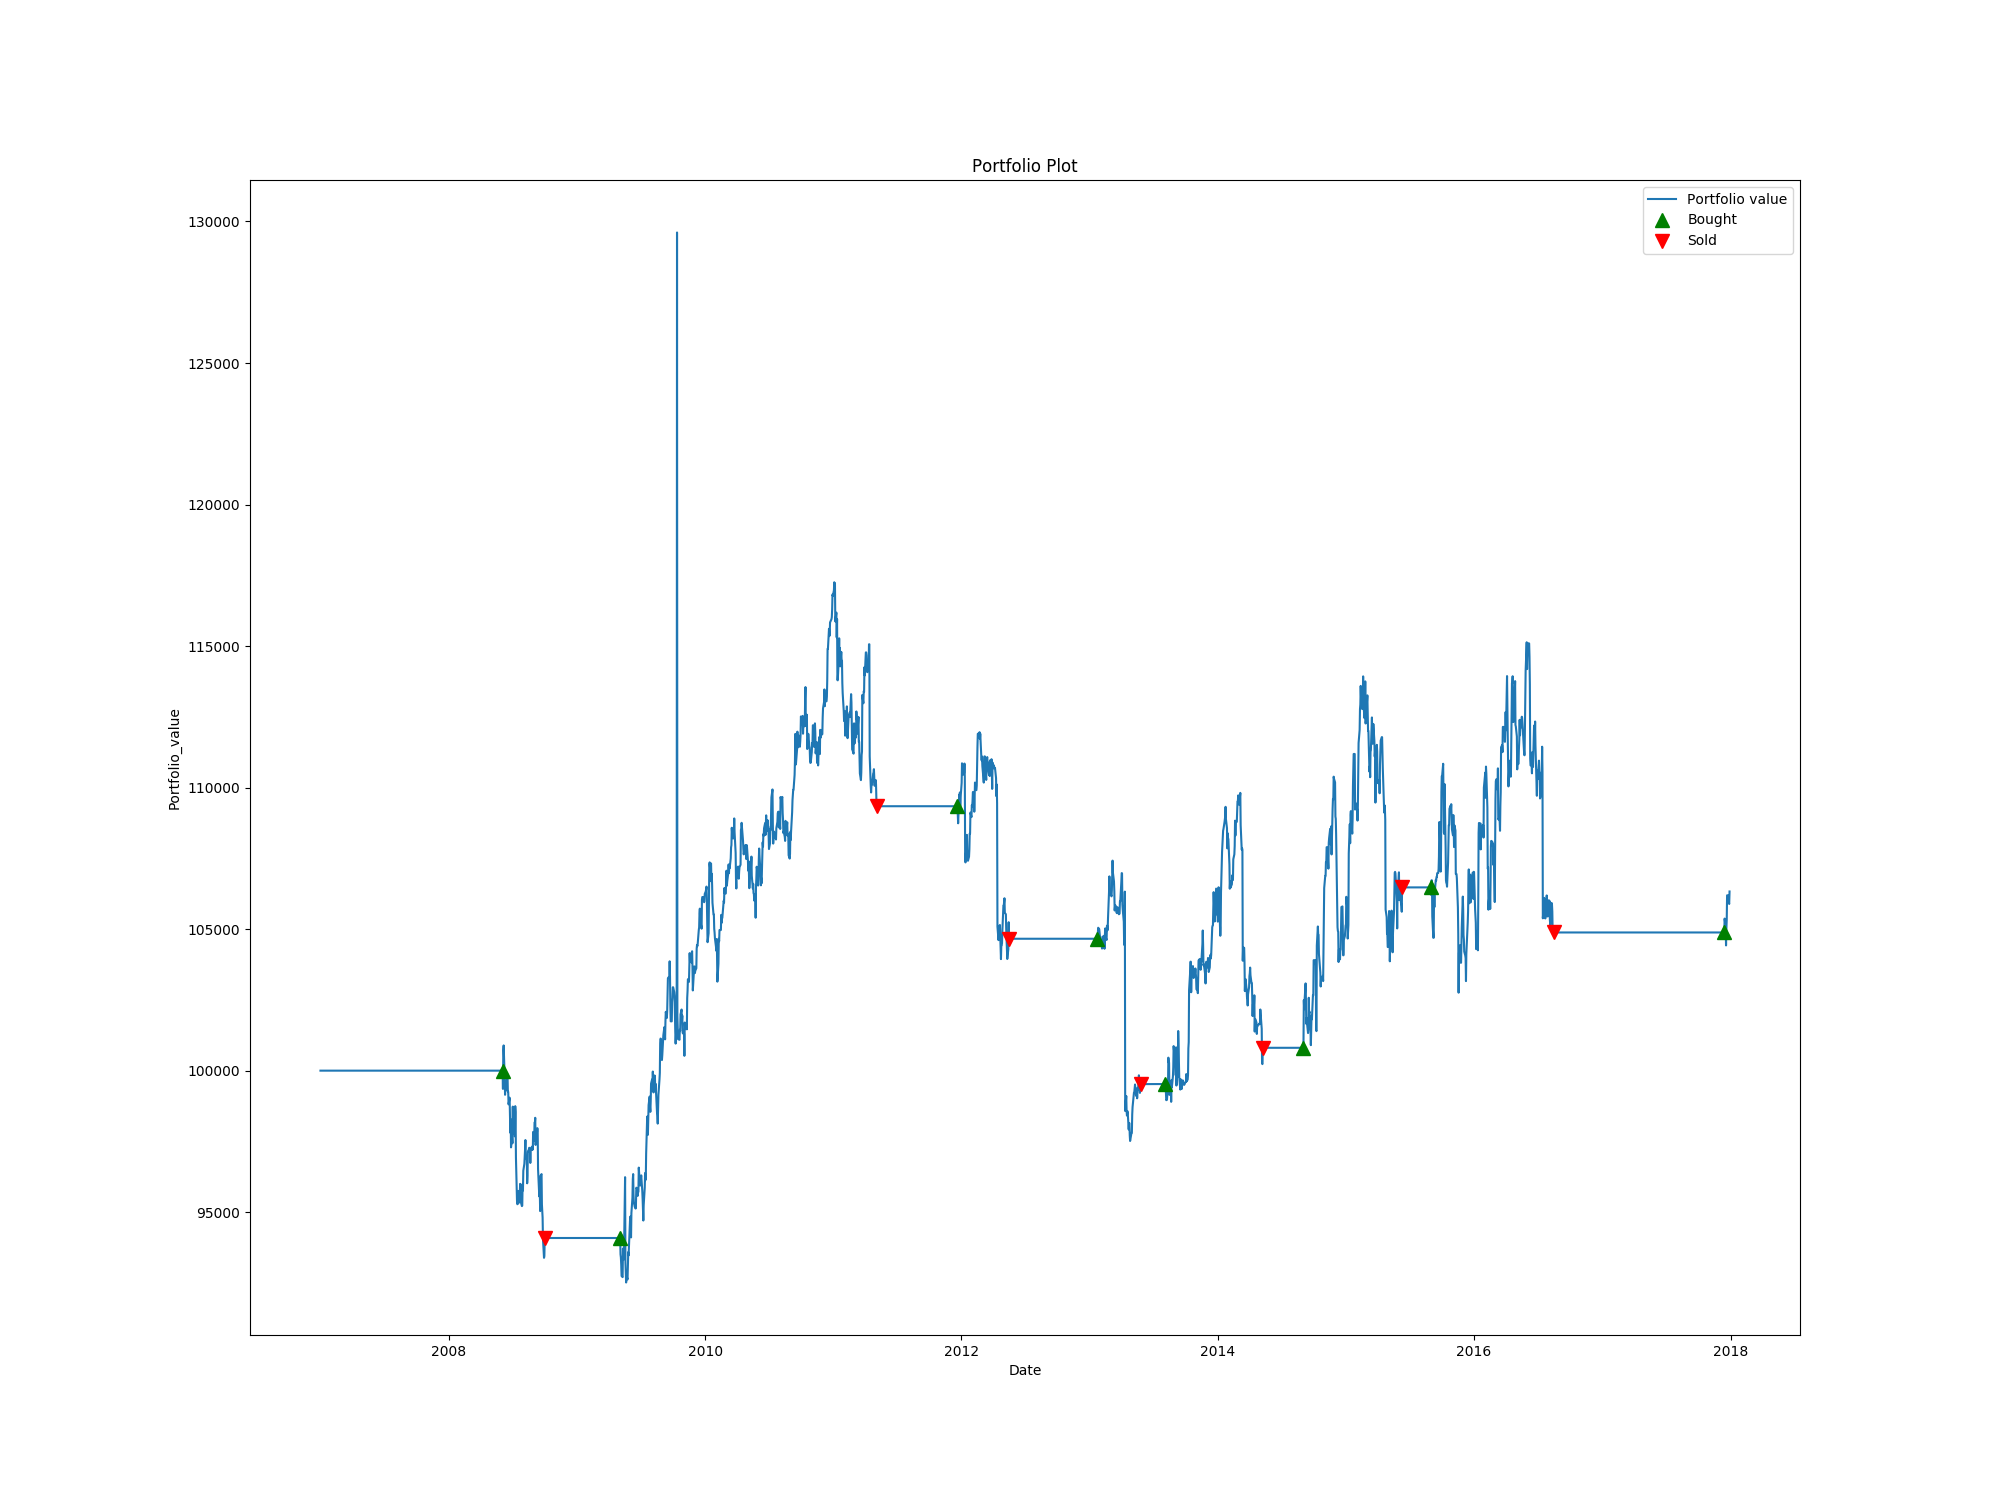 Portfolio Plot
Portfolio value
Bought
Sold
130000
125000
120000
115000
110000
105000
100000
95000
Portfolio_value
2008
2010
2012
2014
2016
2018
Date